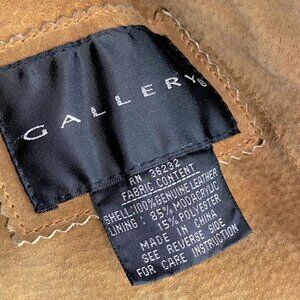 GALLERY®
RN 36232
FABRIC CONTENT
SHELL:100%GENUINE LEATHER
LINING: 85% MODACRYLIC
15% POLYESTER
MADE IN CHINA
SEE REVERSE SIDE
FOR CARE INSTRUCTION